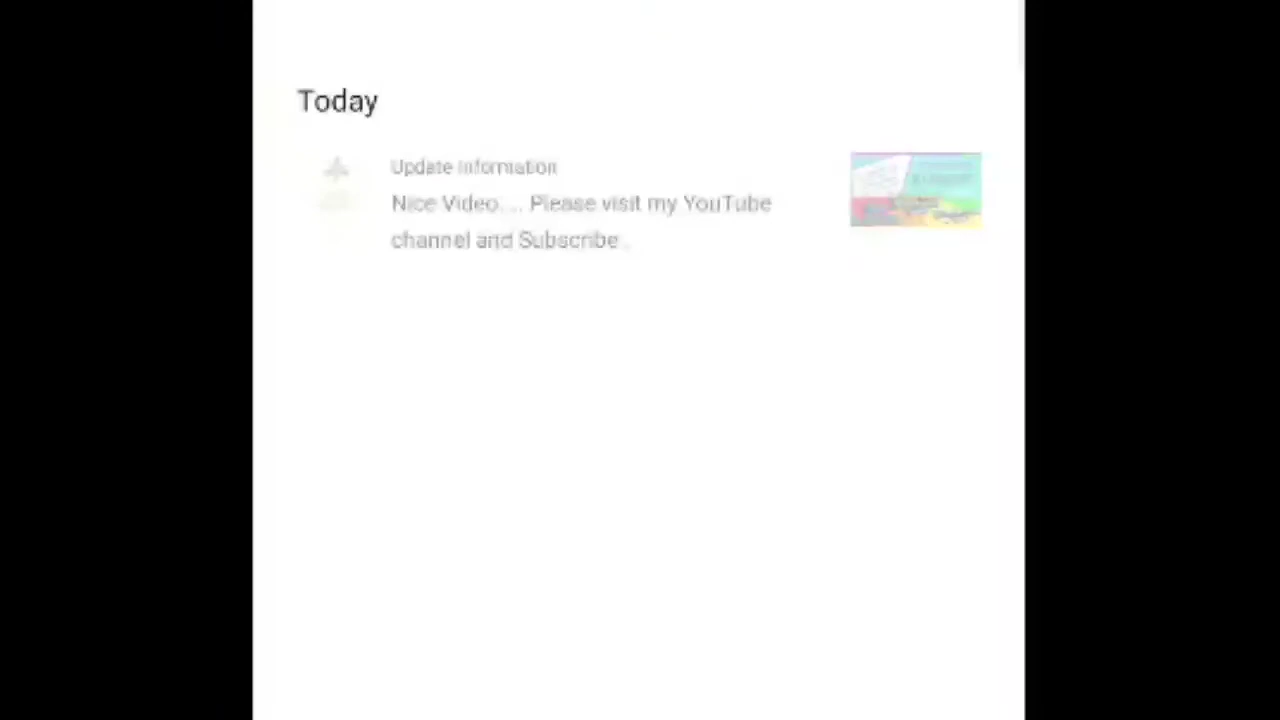 Today
Update Information
Nice Video.... Please visit my YouTube
channel and Subscribe .